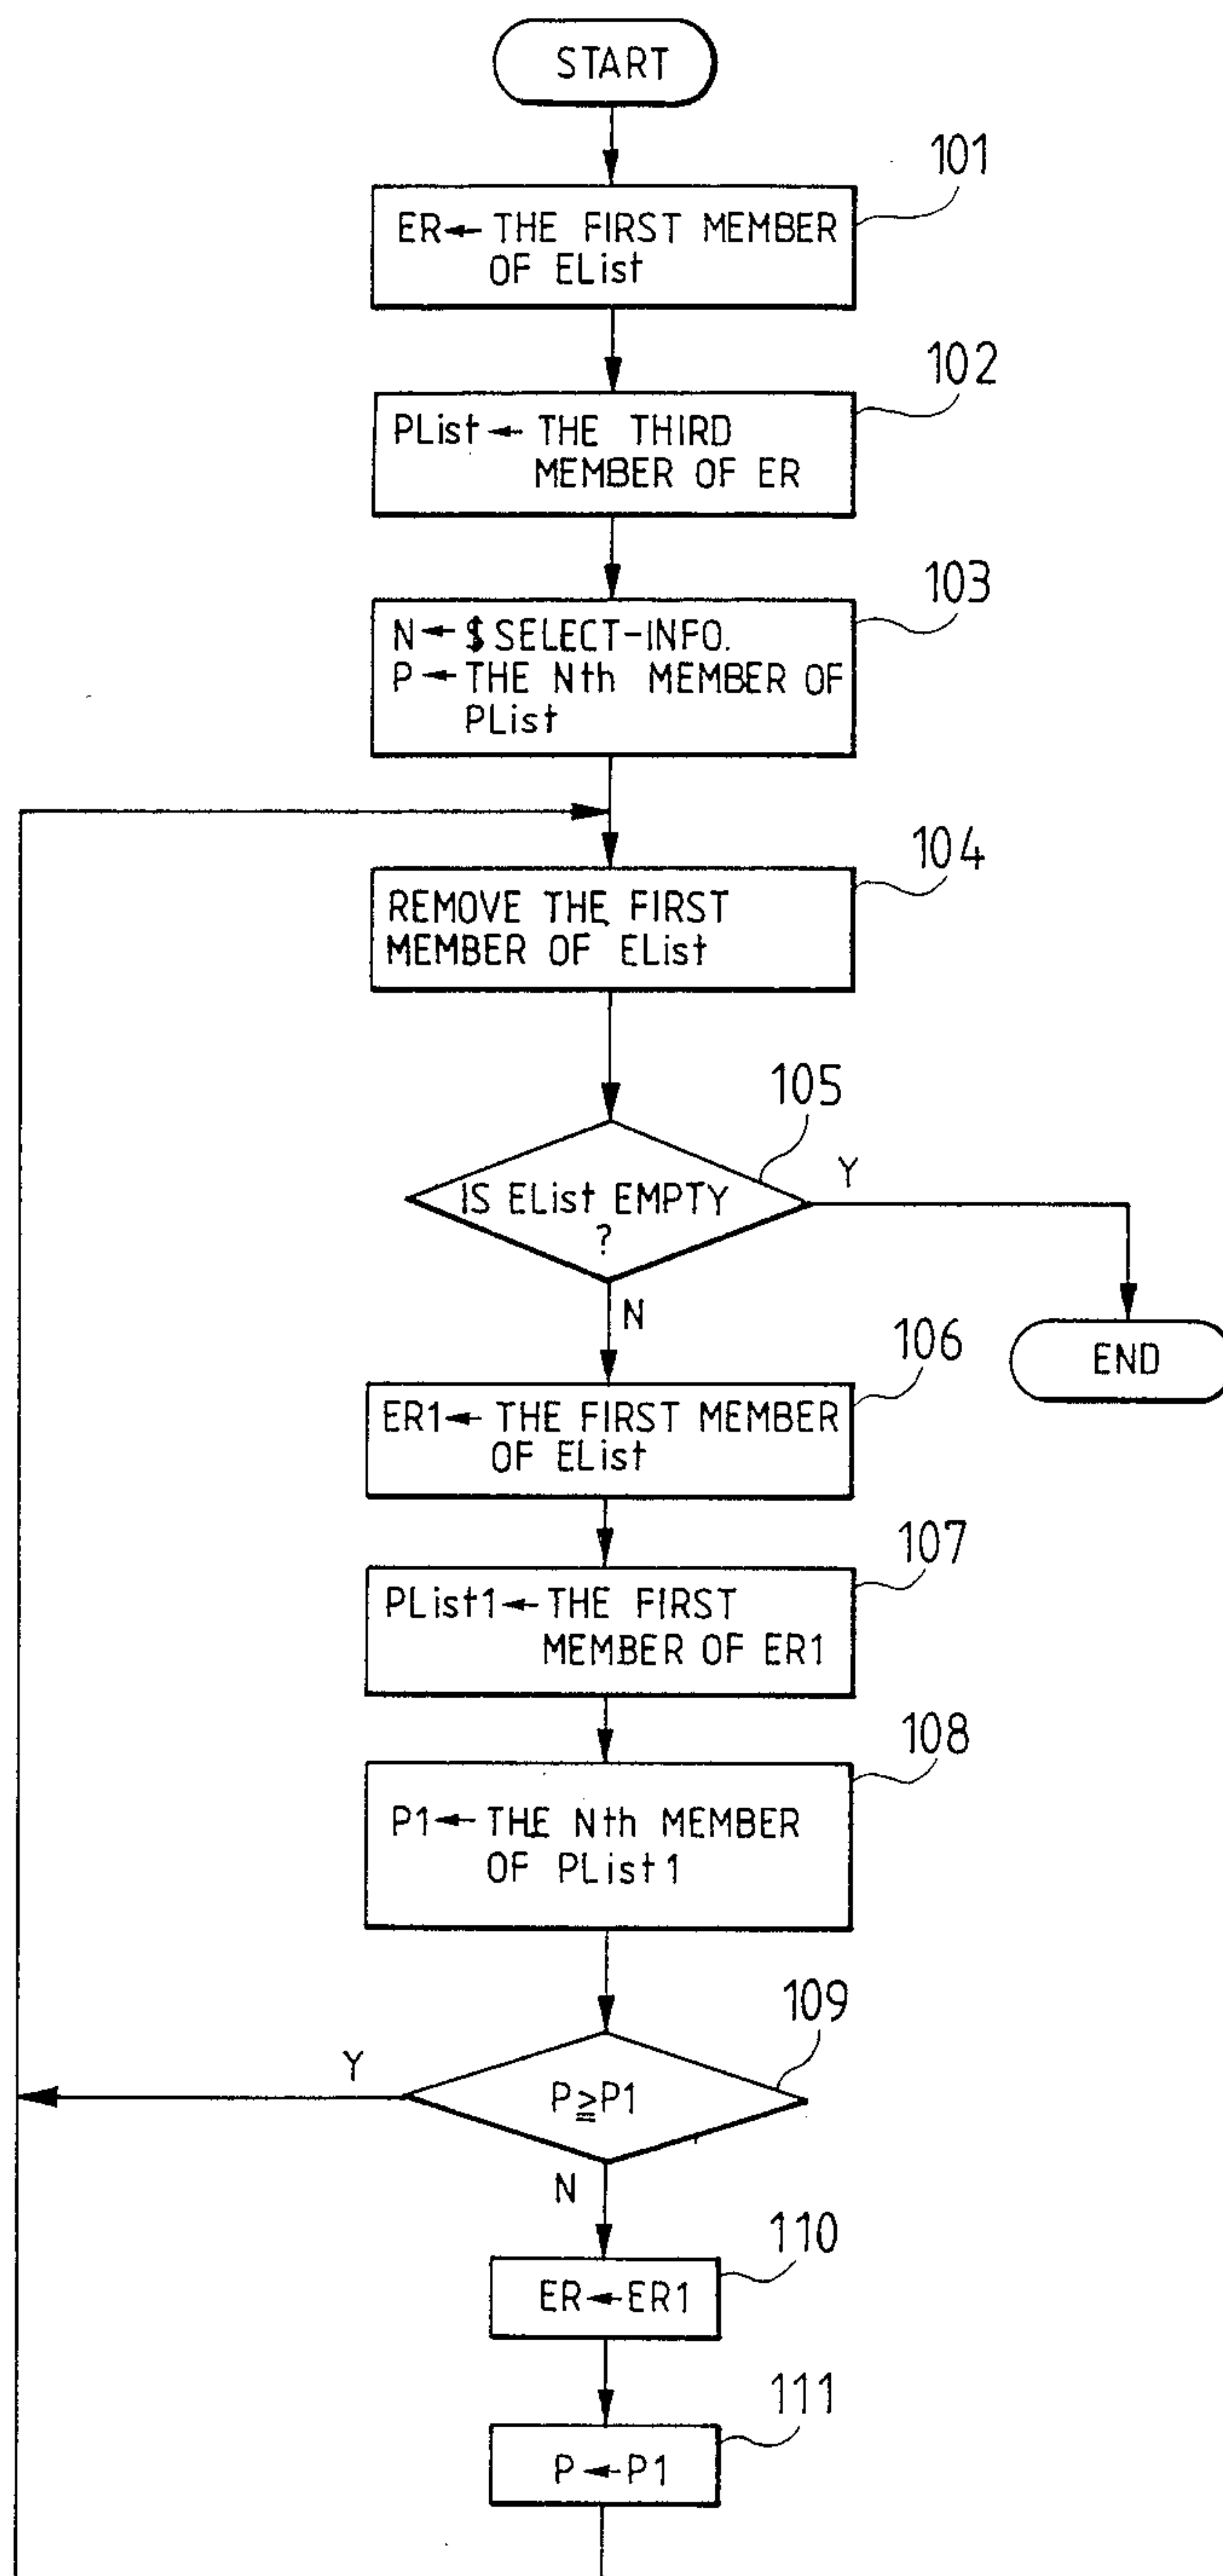 START
101
ER← THE FIRST MEMBER
OF EList
102
PList← THE THIRD
MEMBER OF ER
103
N←$SELECT-INFO.
P←THE Nth MEMBER OF
PList
104
REMOVE THE FIRST
MEMBER OF EList
105
IS EList EMPTY
?
Y
N
END
106
ER1← THE FIRST MEMBER
OF EList
107
PList1←THE FIRST
MEMBER OF ER1
108
P1←THE Nth MEMBER
OF PList1
109
P≧P1
Y
N
110
ER←ER1
111
P←P1